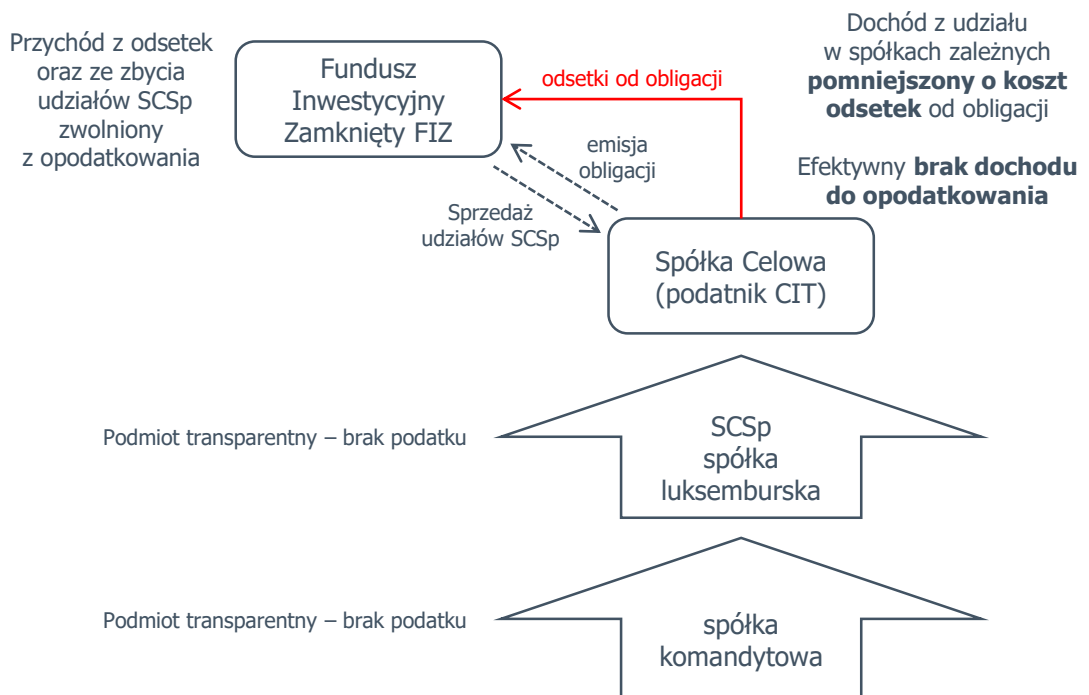 Przychód z odsetek
oraz ze zbycia
udziałów SCSp
zwolniony
z opodatkowania
Fundusz
Inwestycyjny
Zamknięty FIZ
odsetki od obligacji
Dochód z udziału
w spółkach zależnych
pomniejszony o koszt
odsetek od obligacji
Efektywny brak dochodu
do opodatkowania
emisja
obligacji
Sprzedaż
udziałów SCSp
Spółka Celowa
(podatnik CIT)
Podmiot transparentny – brak podatku
SCSp
spółka
luksemburska
Podmiot transparentny – brak podatku
spółka
komandytowa